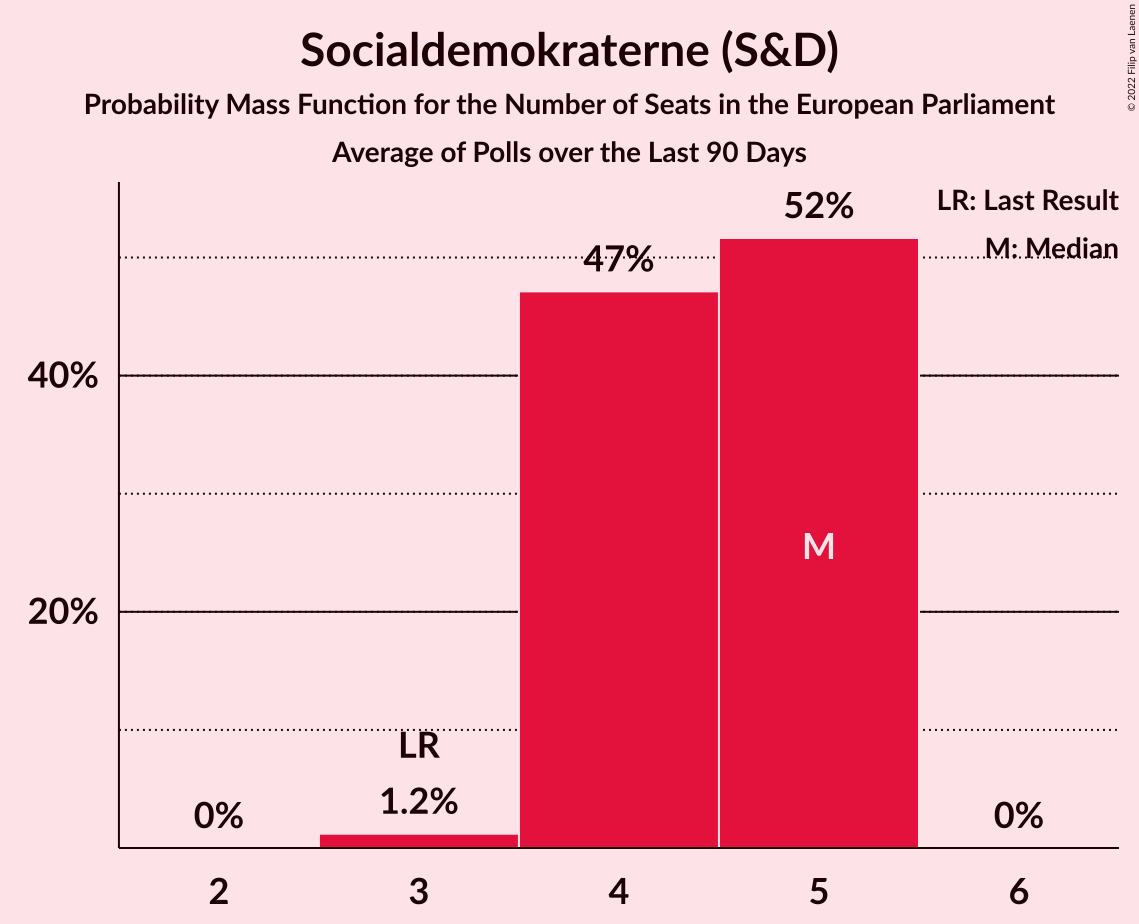 Socialdemokraterne (S&D)
Probability Mass Function for the Number of Seats in the European Parliament
Average of Polls over the Last 90 Days
© 2022 Filip van Laenen
LR: Last Result
M: Median
52%
47%
40%
M
20%
LR
1.2%
0%
0%
2 3 4 5 6